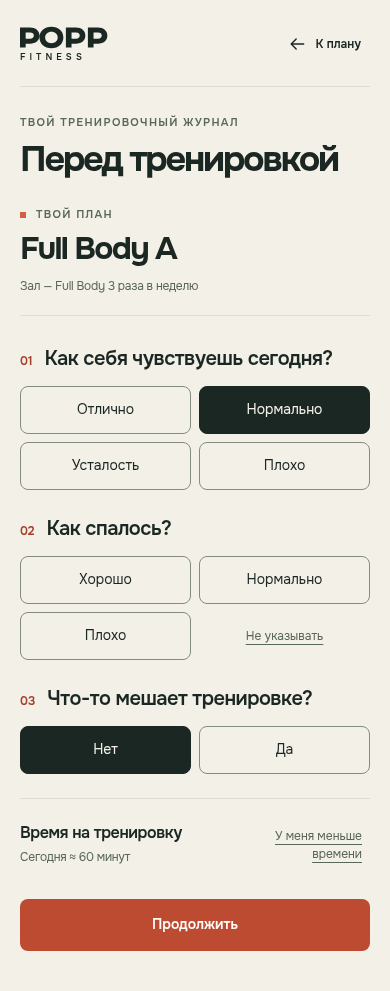 POPP
FITNESS
← К плану
ТВОЙ ТРЕНИРОВОЧНЫЙ ЖУРНАЛ
Перед тренировкой
ТВОЙ ПЛАН
Full Body A
Зал — Full Body 3 раза в неделю
01 Как себя чувствуешь сегодня?
Отлично
Нормально
Усталость
Плохо
02 Как спалось?
Хорошо
Нормально
Плохо
Не указывать
03 Что-то мешает тренировке?
Нет
Да
Время на тренировку
Сегодня ≈ 60 минут
У меня меньше
времени
Продолжить